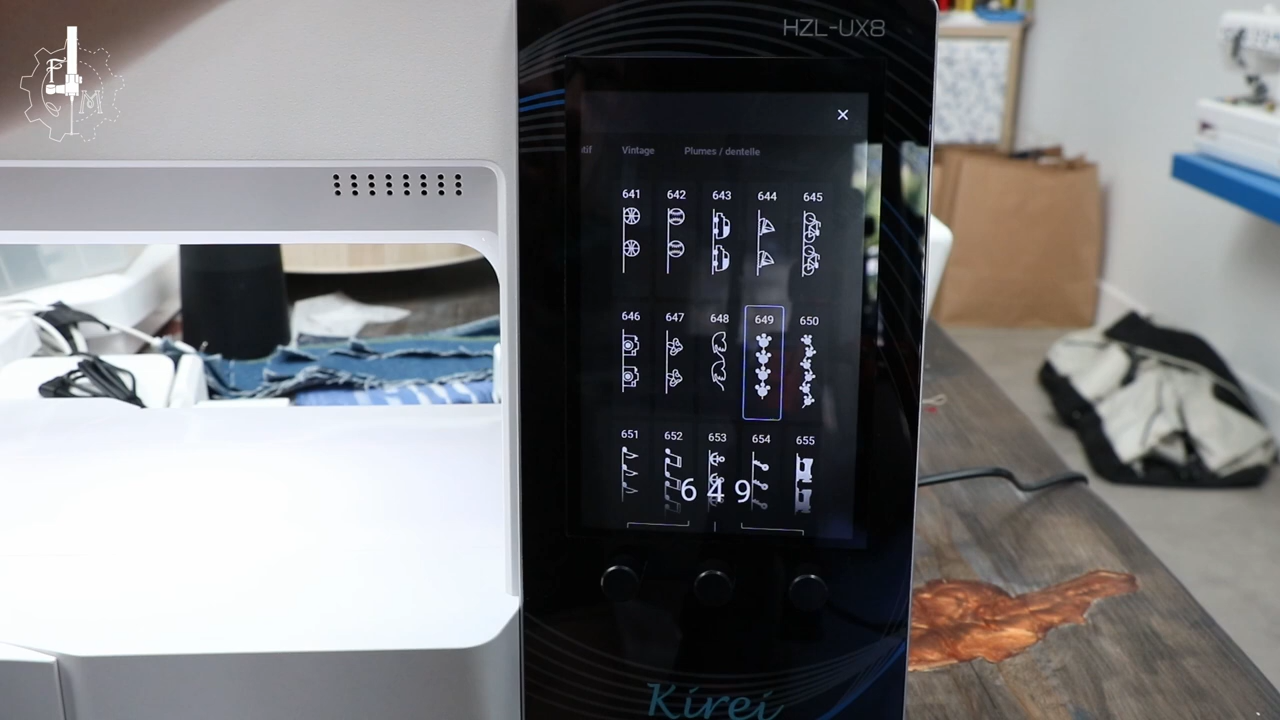 HZL-UX8
tif Vintage Plumes / dentelle
641 642 643 644 645
646 647 648 649 650
651 652 653 654 655
649
Kirei